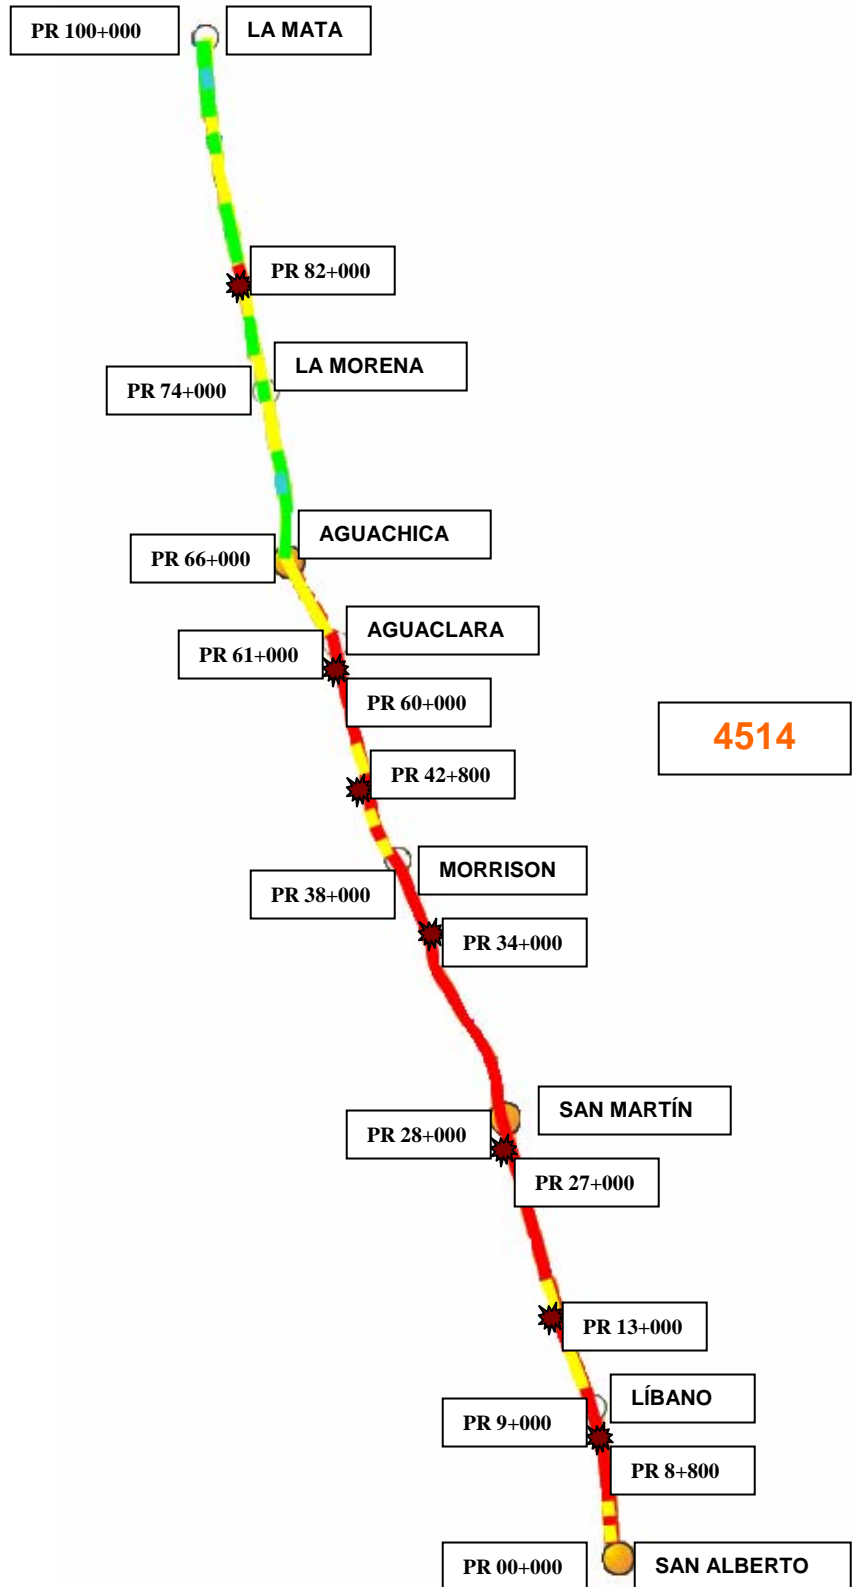 PR 100+000
LA MATA
PR 82+000
LA MORENA
PR 74+000
AGUACHICA
PR 66+000
AGUACLARA
PR 61+000
PR 60+000
4514
PR 42+800
MORRISON
PR 38+000
PR 34+000
SAN MARTÍN
PR 28+000
PR 27+000
PR 13+000
LÍBANO
PR 9+000
PR 8+800
PR 00+000
SAN ALBERTO